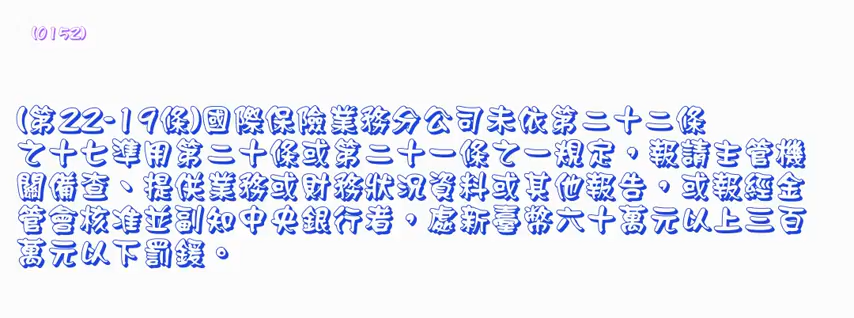 (0152)
(第22-19條)國際保險業務分公司未依第二十二條
之十七準用第二十條或第二十一條之一規定，報請主管機
關備查、提供業務或財務狀況資料或其他報告，或報經金
管會核准並副知中央銀行者，處新臺幣六十萬元以上三百
萬元以下罰鍰。